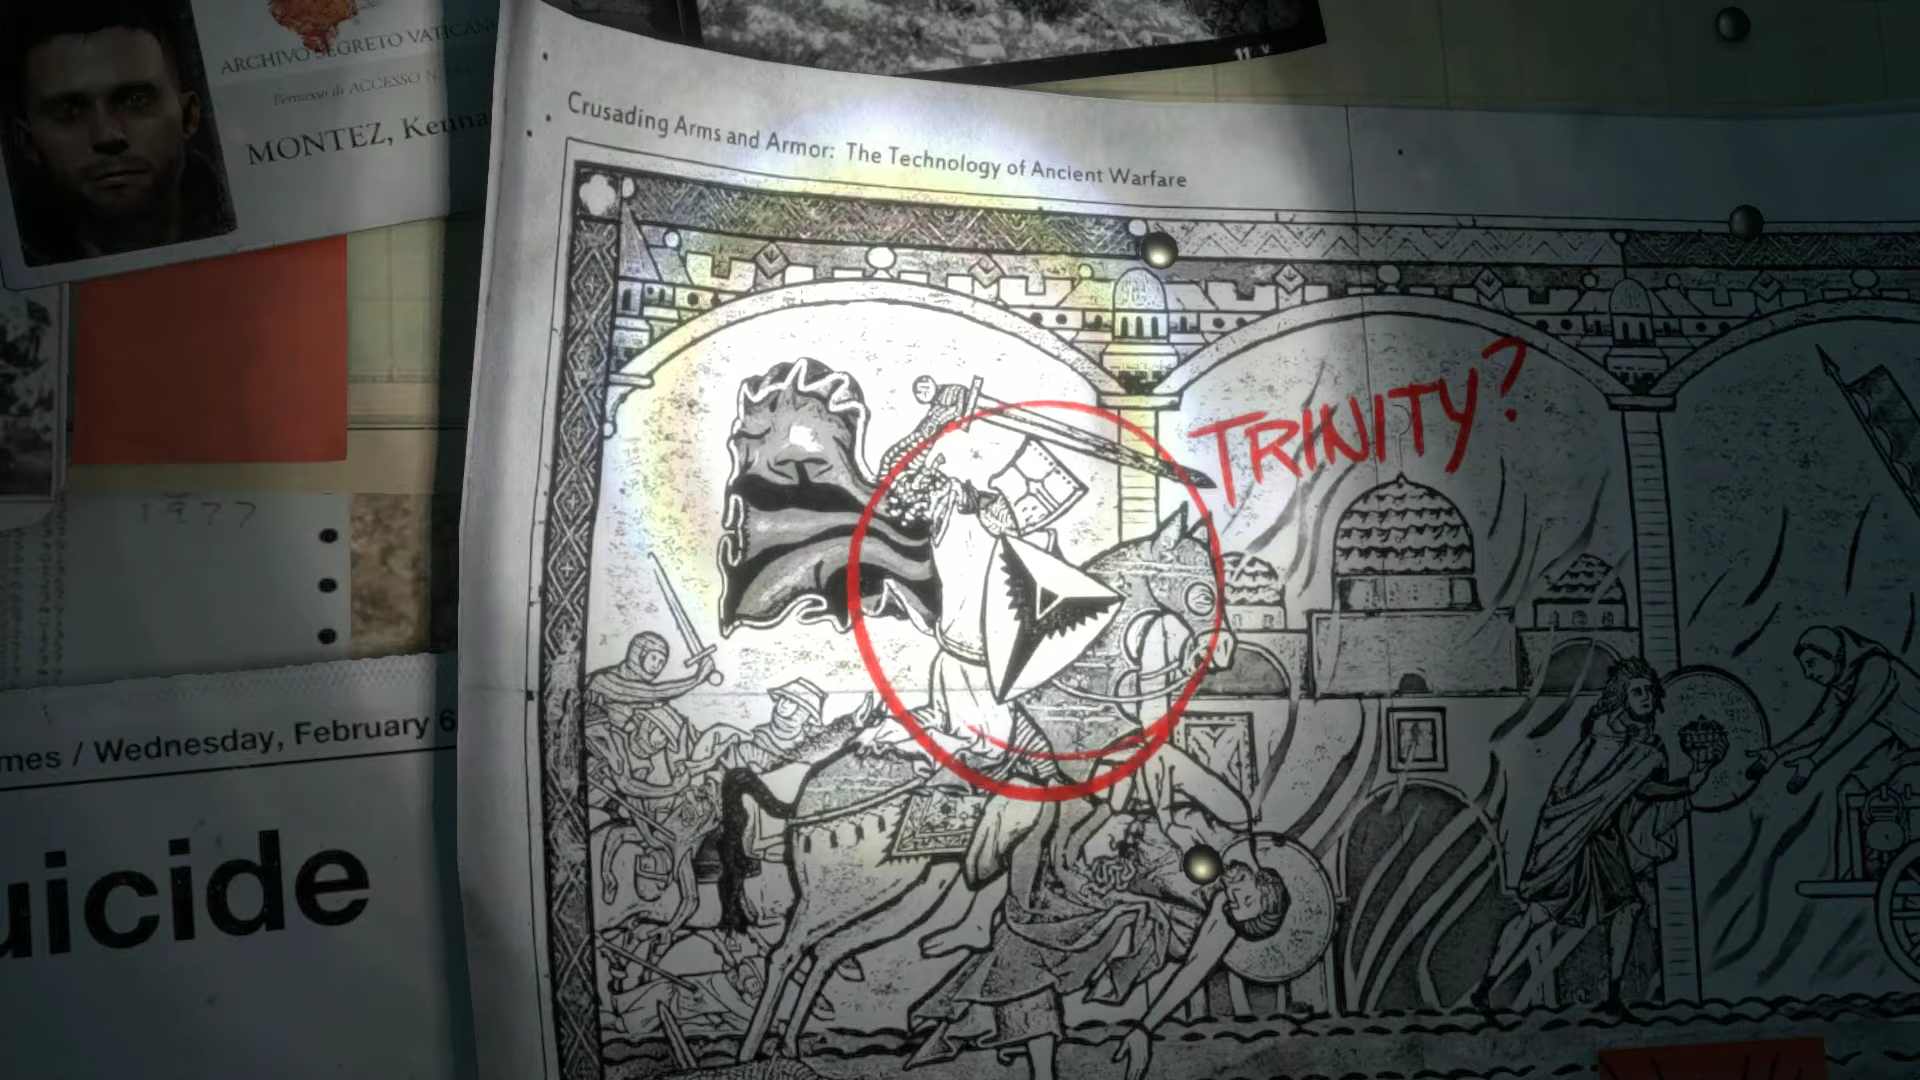 ARCHIVO SEGRETO VATICANO
Permesso di ACCESSO N.
MONTEZ, Kenna
11 V
Crusading Arms and Armor: The Technology of Ancient Warfare
TRINITY?
1977
mes / Wednesday, February 6
uicide